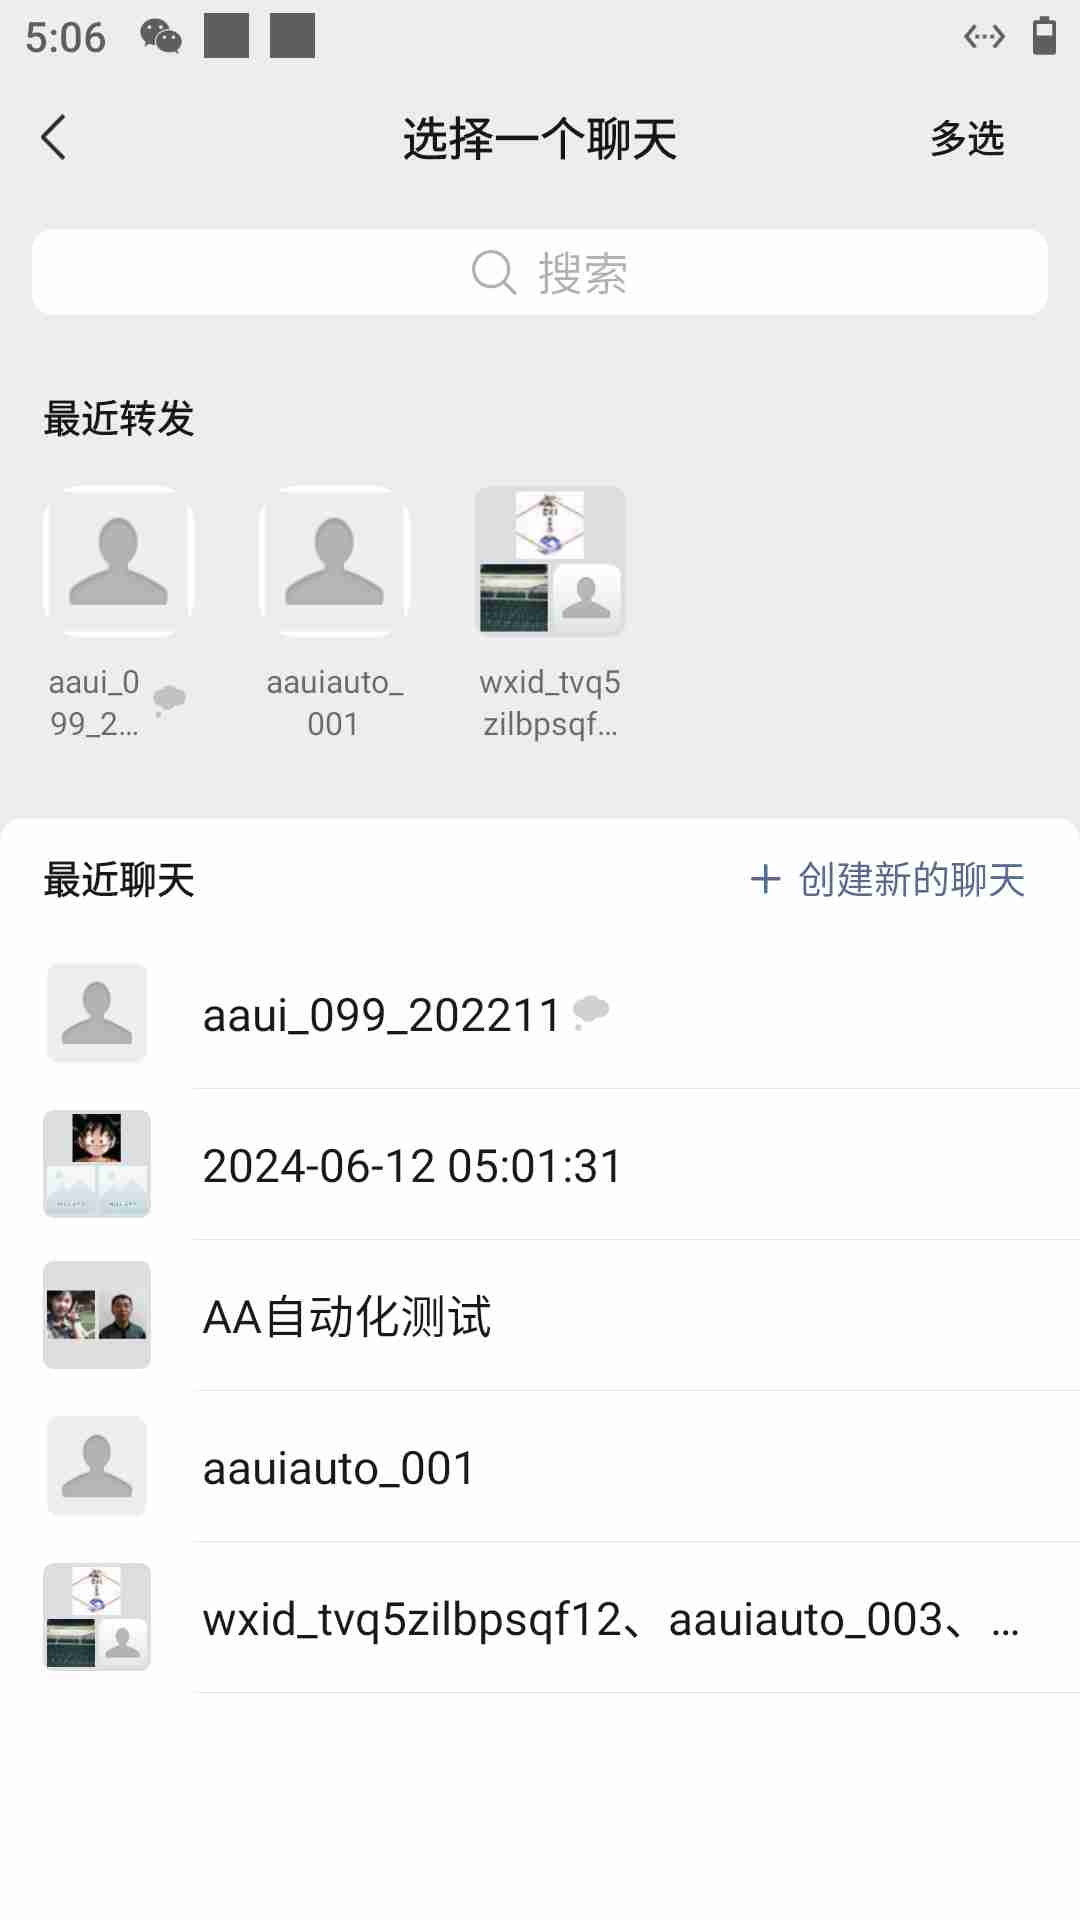 5:06
选择一个聊天
多选
搜索
最近转发
aaui_0
99_2...
aauiauto_
001
wxid_tvq5
zilbpsqf...
最近聊天
+ 创建新的聊天
aaui_099_202211
2024-06-12 05:01:31
AA自动化测试
aauiauto_001
wxid_tvq5zilbpsqf12、aauiauto_003、...